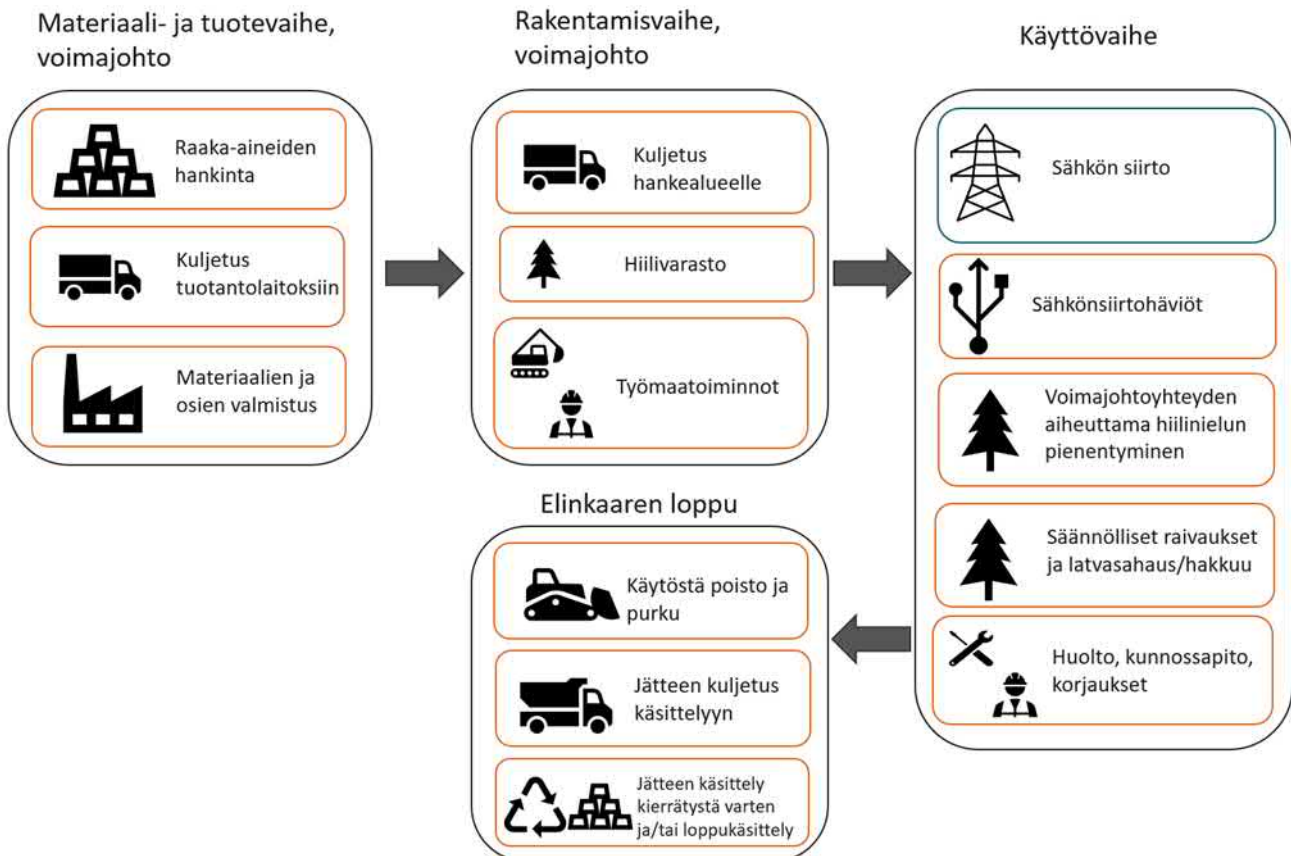 Materiaali- ja tuotevaihe,
voimajohto
Raaka-aineiden
hankinta
Kuljetus
tuotantolaitoksiin
Materiaalien ja
osien valmistus
Rakentamisvaihe,
voimajohto
Kuljetus
hankealueelle
Hiilivarasto
Työmaatoiminnot
Käyttövaihe
Sähkön siirto
Sähkönsiirtohäviöt
Voimajohtoyhteyden
aiheuttama hiilinielun
pienentyminen
Säännölliset raivaukset
ja latvasahaus/hakkuu
Huolto, kunnossapito,
korjaukset
Elinkaaren loppu
Käytöstä poisto ja
purku
Jätteen kuljetus
käsittelyyn
Jätteen käsittely
kierrätystä varten
ja/tai loppukäsittely